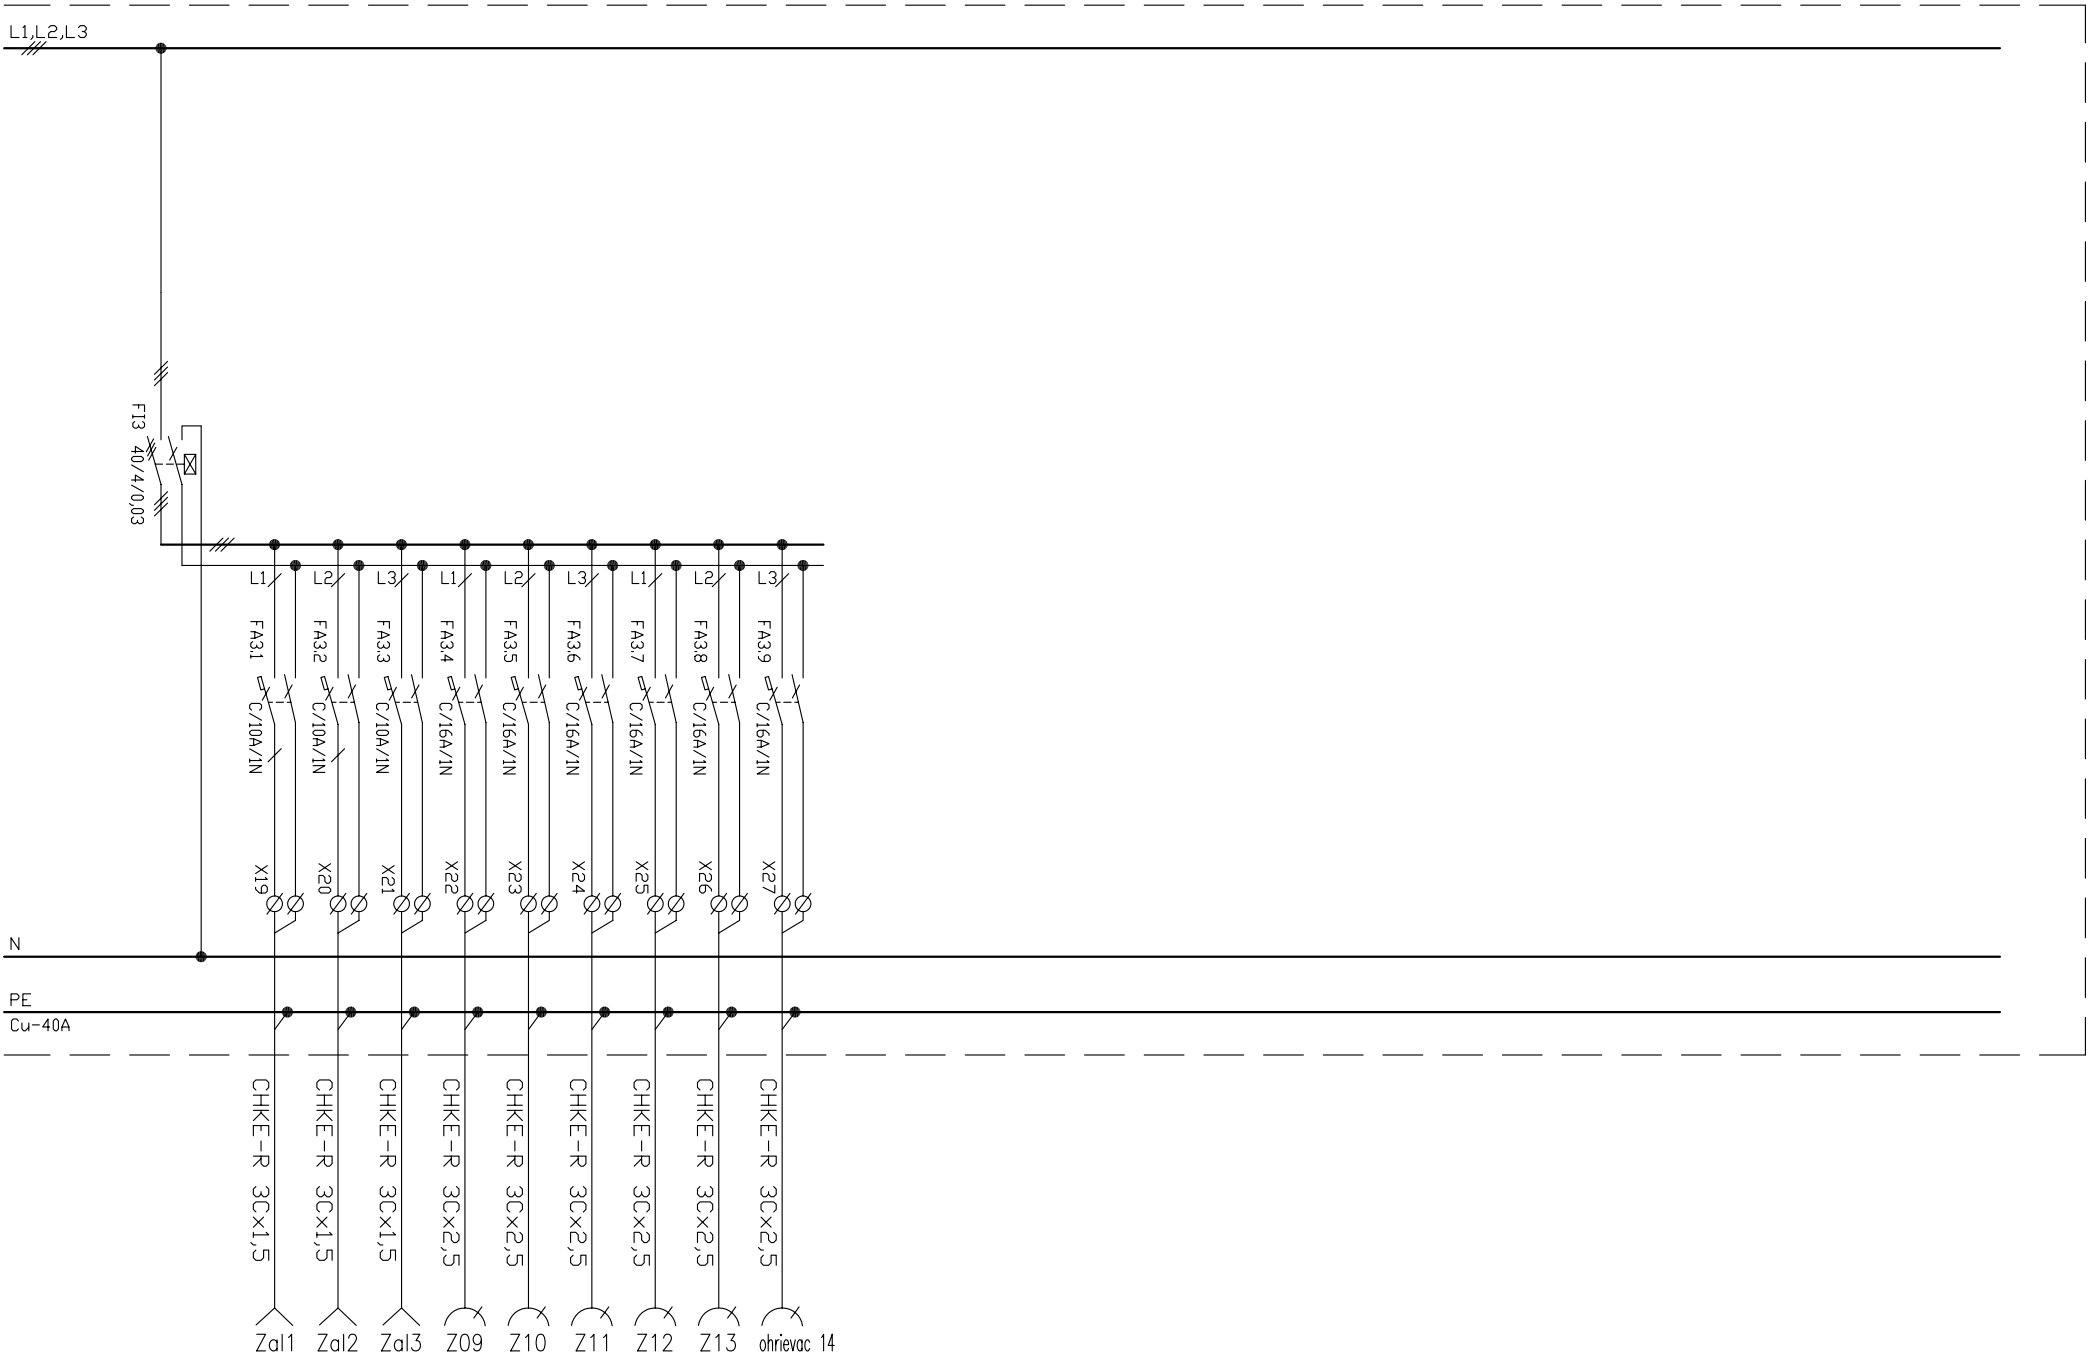 L1,L2,L3
FI3 40/4/0,03
L1 L2 L3 L1 L2 L3 L1 L2 L3
FA3.1 FA3.2 FA3.3 FA3.4 FA3.5 FA3.6 FA3.7 FA3.8 FA3.9
C/10A/1N C/10A/1N C/10A/1N C/16A/1N C/16A/1N C/16A/1N C/16A/1N C/16A/1N C/16A/1N
X19 X20 X21 X22 X23 X24 X25 X26 X27
N
PE
Cu-40A
CHKE-R 3Cx1,5
CHKE-R 3Cx1,5
CHKE-R 3Cx1,5
CHKE-R 3Cx2,5
CHKE-R 3Cx2,5
CHKE-R 3Cx2,5
CHKE-R 3Cx2,5
CHKE-R 3Cx2,5
CHKE-R 3Cx2,5
Zal1 Zal2 Zal3 Z09 Z10 Z11 Z12 Z13 ohrievac 14